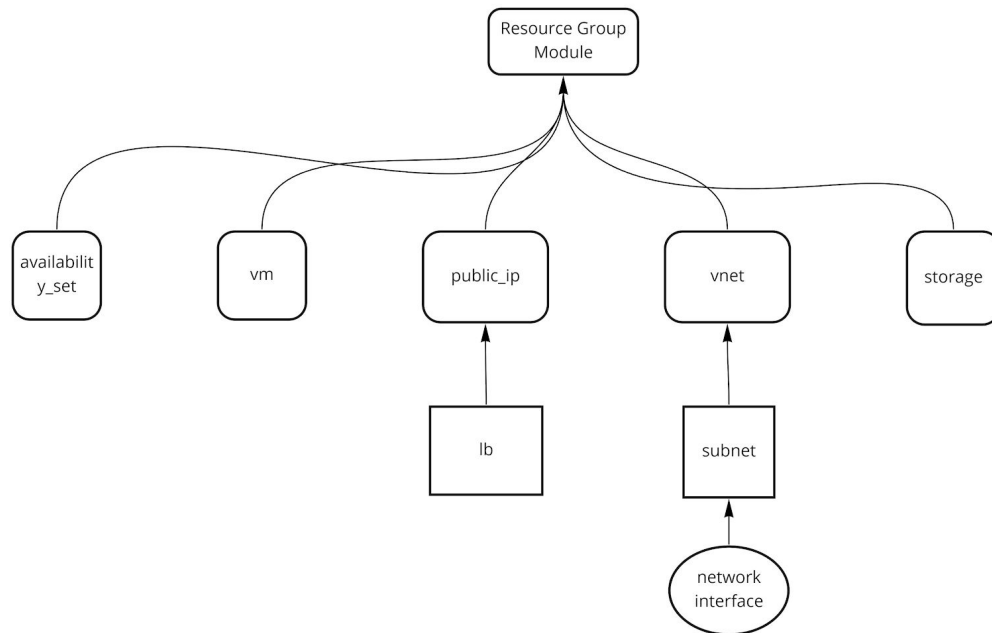 Resource Group
Module
availabilit
y_set
vm
public_ip
vnet
storage
lb
subnet
network
interface